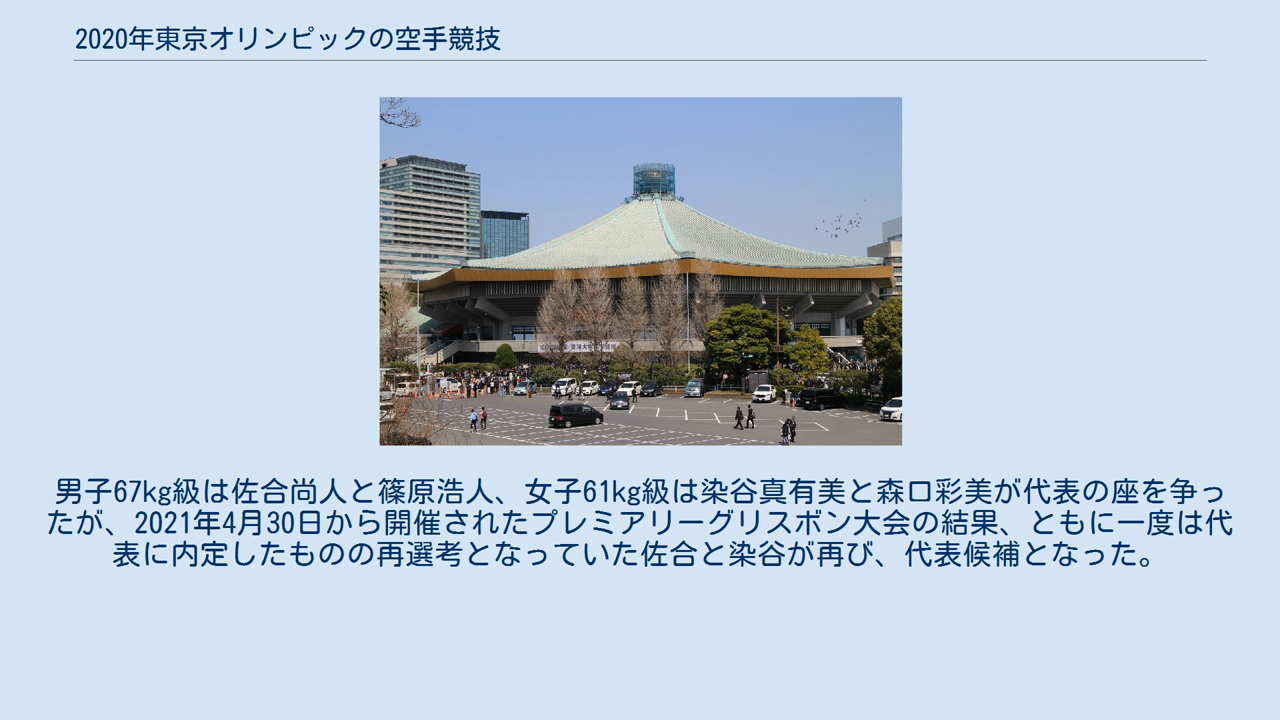 2020年東京オリンピックの空手競技
男子67kg級は佐合尚人と篠原浩人、女子61kg級は染谷真有美と森口彩美が代表の座を争っ
たが、2021年4月30日から開催されたプレミアリーグリスボン大会の結果、ともに一度は代
表に内定したものの再選考となっていた佐合と染谷が再び、代表候補となった。